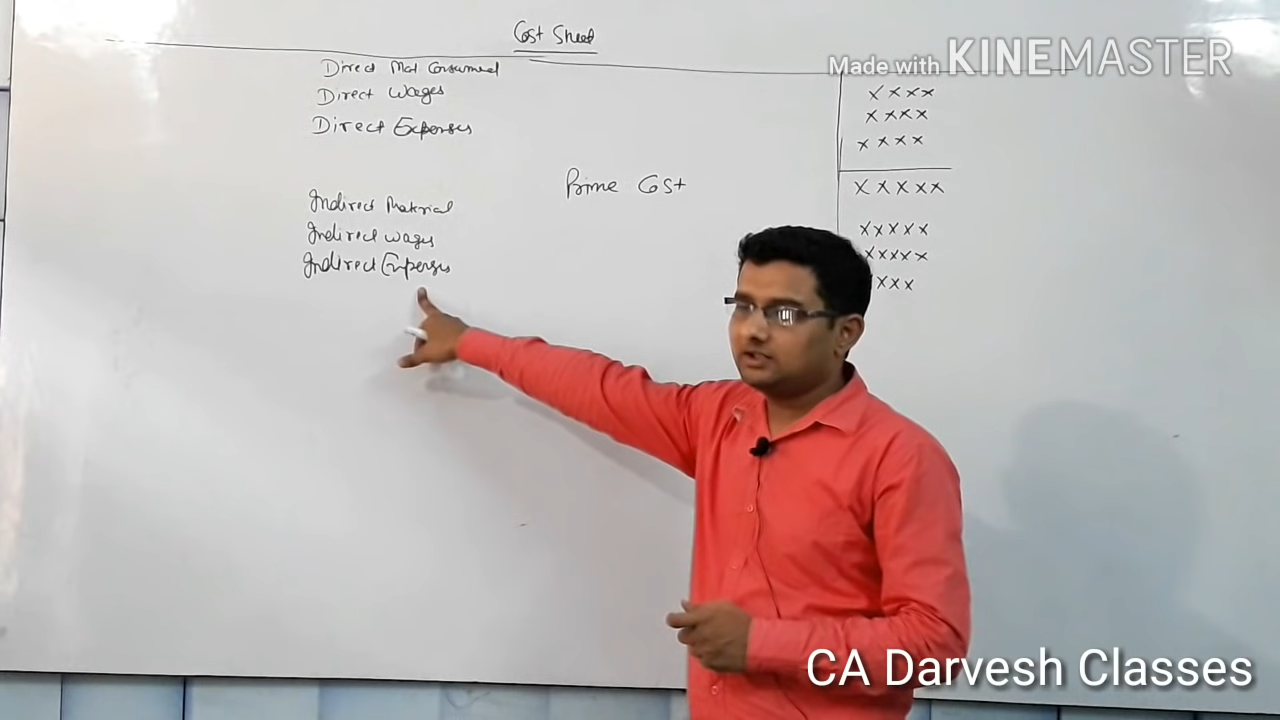 Cost Sheet
Made with KINEMASTER
Direct Mat Consumed
Direct Wages
Direct Expenses
x x x x
x x x x
x x x x
Prime Cost
x x x x x
Indirect Material
Indirect wages
Indirect Expenses
x x x x x
x x x x x
x x x
CA Darvesh Classes